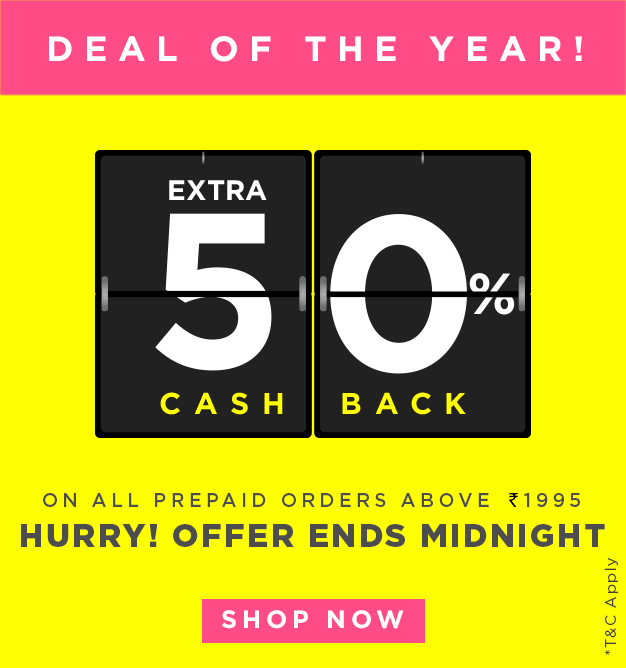 DEAL OF THE YEAR!
EXTRA
50%
CASH BACK
ON ALL PREPAID ORDERS ABOVE ₹1995
HURRY! OFFER ENDS MIDNIGHT
SHOP NOW
*T&C Apply